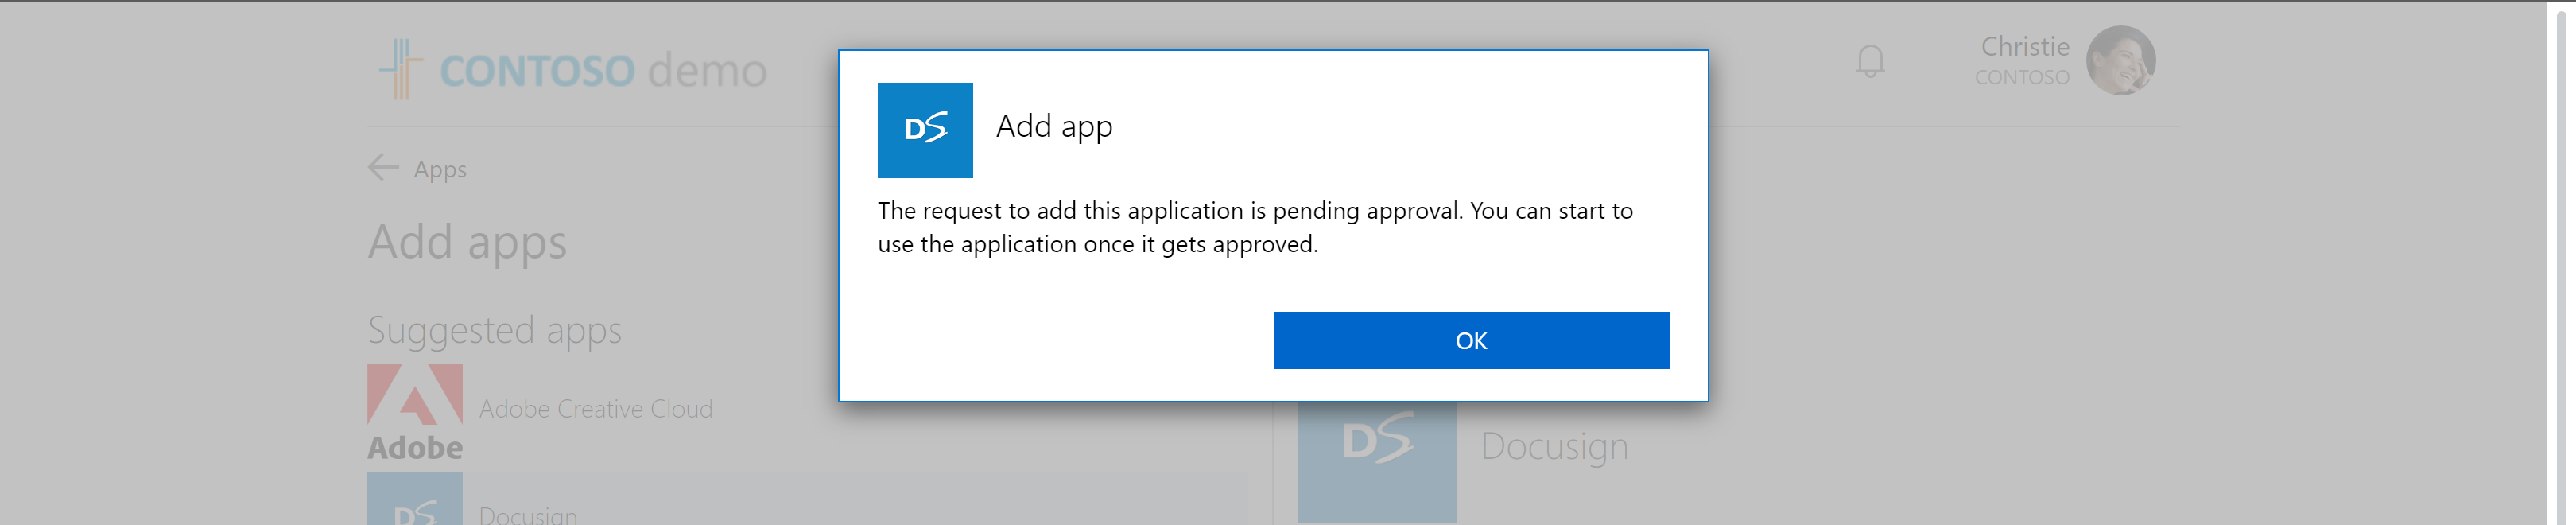 CONTOSO demo
Christie
CONTOSO
DS
Add app
Apps
The request to add this application is pending approval. You can start to
use the application once it gets approved.
Add apps
OK
Suggested apps
Adobe Creative Cloud
Adobe
DS
Docusign
DS
Docusign